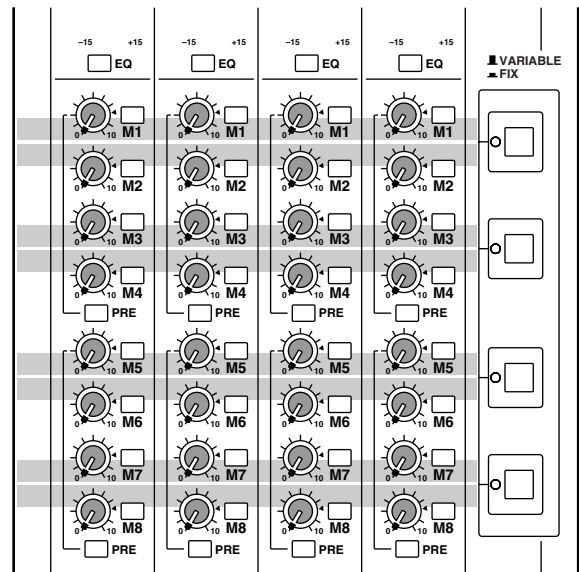 –15 +15 –15 +15 –15 +15 –15 +15
EQ EQ EQ EQ
VARIABLE
FIX
0 10 M1 0 10 M1 0 10 M1 0 10 M1
0 10 M2 0 10 M2 0 10 M2 0 10 M2
0 10 M3 0 10 M3 0 10 M3 0 10 M3
0 10 M4 0 10 M4 0 10 M4 0 10 M4
PRE PRE PRE PRE
0 10 M5 0 10 M5 0 10 M5 0 10 M5
0 10 M6 0 10 M6 0 10 M6 0 10 M6
0 10 M7 0 10 M7 0 10 M7 0 10 M7
0 10 M8 0 10 M8 0 10 M8 0 10 M8
PRE PRE PRE PRE